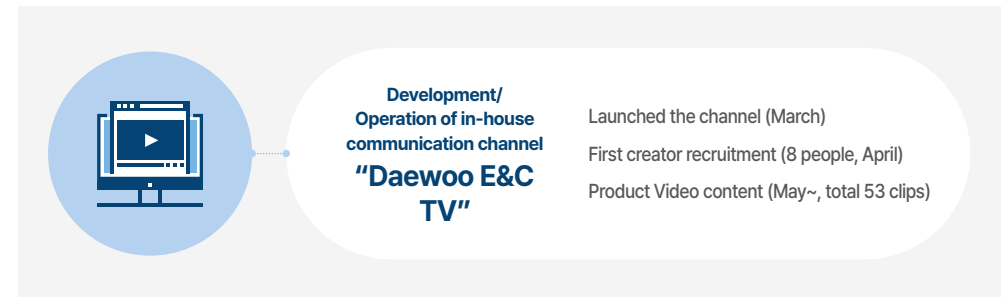 Development/
Operation of in-house
communication channel
“Daewoo E&C
TV”
Launched the channel (March)
First creator recruitment (8 people, April)
Product Video content (May~, total 53 clips)